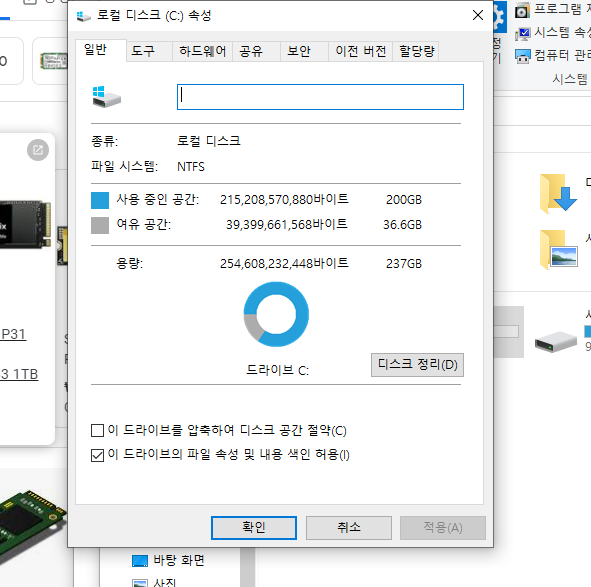 로컬 디스크 (C:) 속성
일반 도구 하드웨어 공유 보안 이전 버전 할당량
종류: 로컬 디스크
파일 시스템: NTFS
사용 중인 공간: 215,208,570,880바이트 200GB
여유 공간: 39,399,661,568바이트 36.6GB
용량: 254,608,232,448바이트 237GB
드라이브 C:
디스크 정리(D)
이 드라이브를 압축하여 디스크 공간 절약(C)
이 드라이브의 파일 속성 및 내용 색인 허용(I)
확인 취소 적용(A)
프로그램
시스템 속
컴퓨터 관리
시스템
P31
3 1TB
바탕 화면
사진